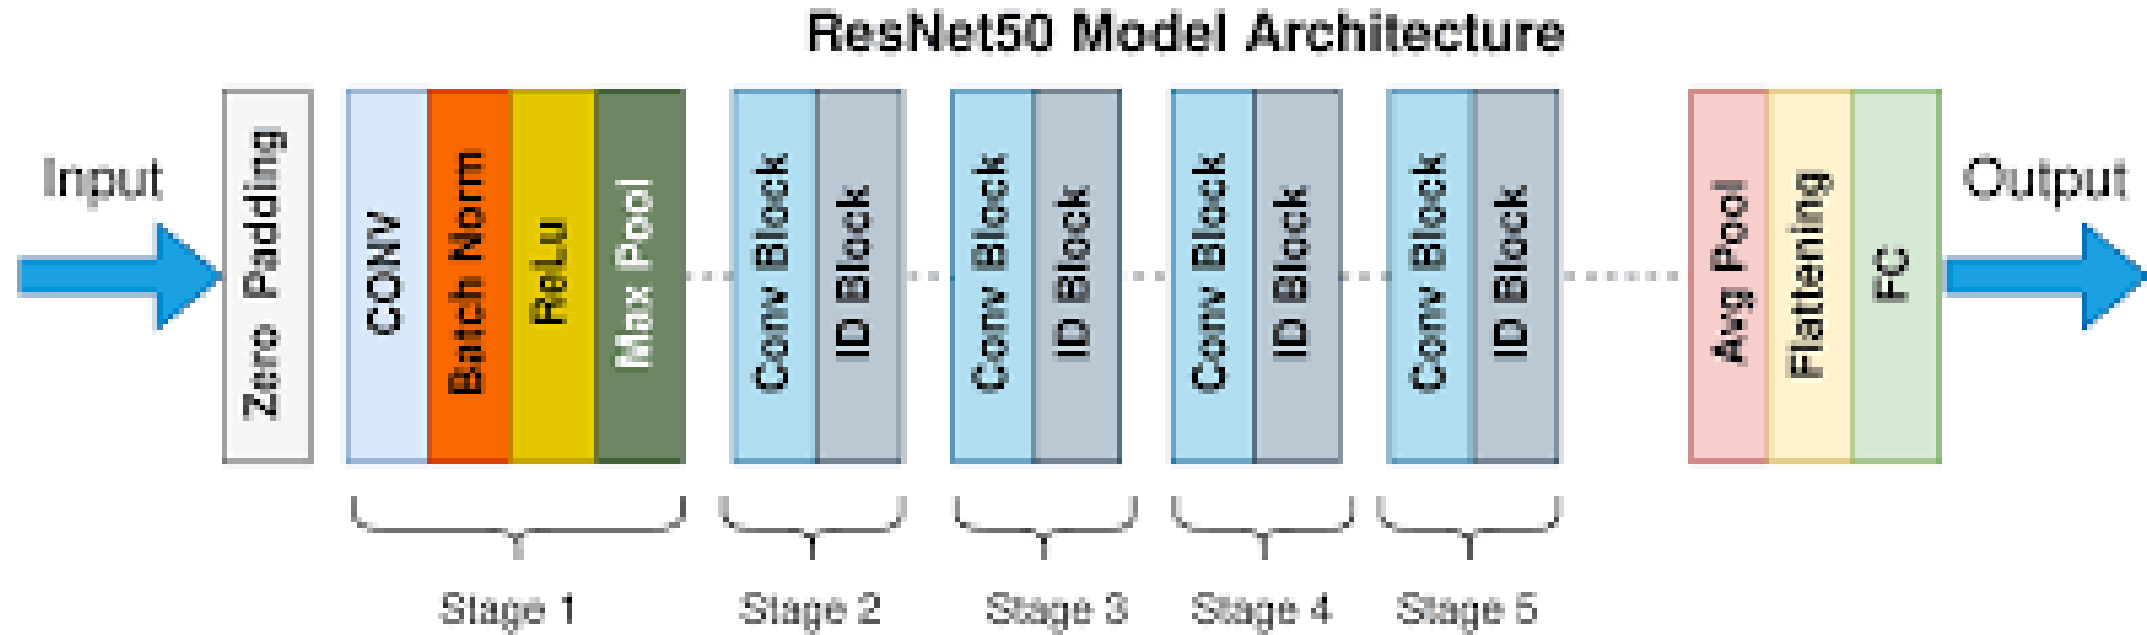 ResNet50 Model Architecture
Input
Zero Padding
CONV
Batch Norm
ReLu
Max Pool
Conv Block
ID Block
Conv Block
ID Block
Conv Block
ID Block
Conv Block
ID Block
Avg Pool
Flattening
FC
Output
Stage 1
Stage 2
Stage 3
Stage 4
Stage 5